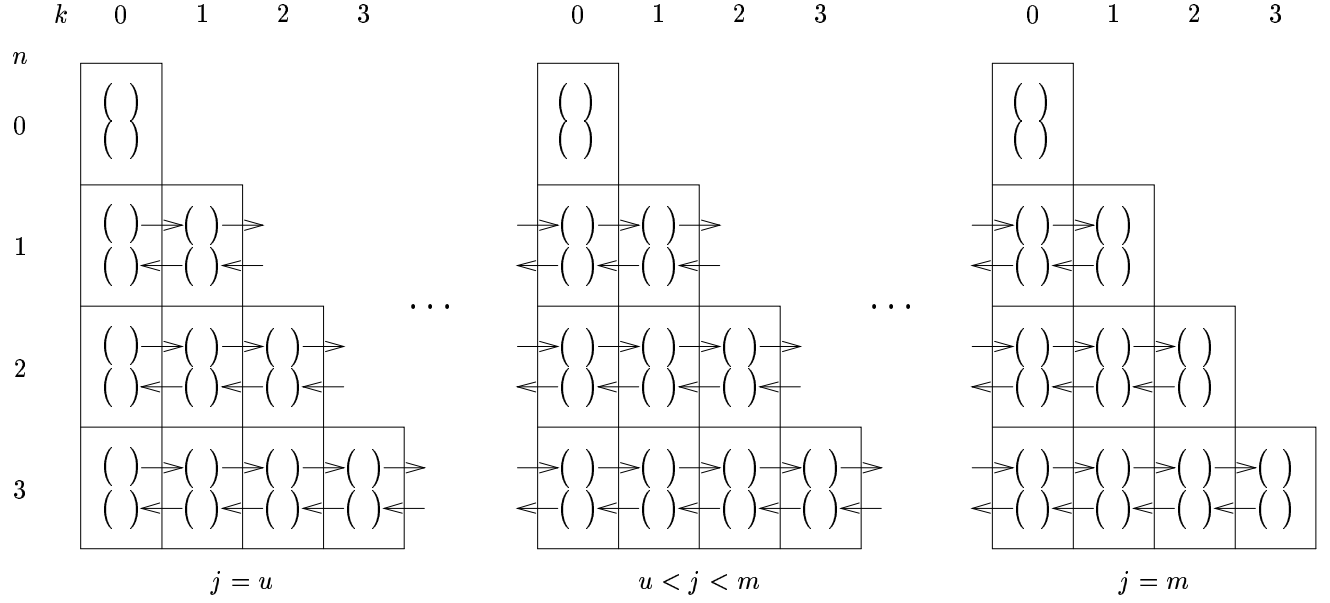 k 0 1 2 3 0 1 2 3 0 1 2 3
n
0 ( ) ( ) ( )
( ) ( ) ( )
1 ( ) ( ) ( ) ( ) ( ) ( )
( ) ( ) ( ) ( ) ( ) ( )
... ...
2 ( ) ( ) ( ) ( ) ( ) ( ) ( ) ( ) ( )
( ) ( ) ( ) ( ) ( ) ( ) ( ) ( ) ( )
3 ( ) ( ) ( ) ( ) ( ) ( ) ( ) ( ) ( ) ( ) ( ) ( )
( ) ( ) ( ) ( ) ( ) ( ) ( ) ( ) ( ) ( ) ( ) ( )
j = u u < j < m j = m